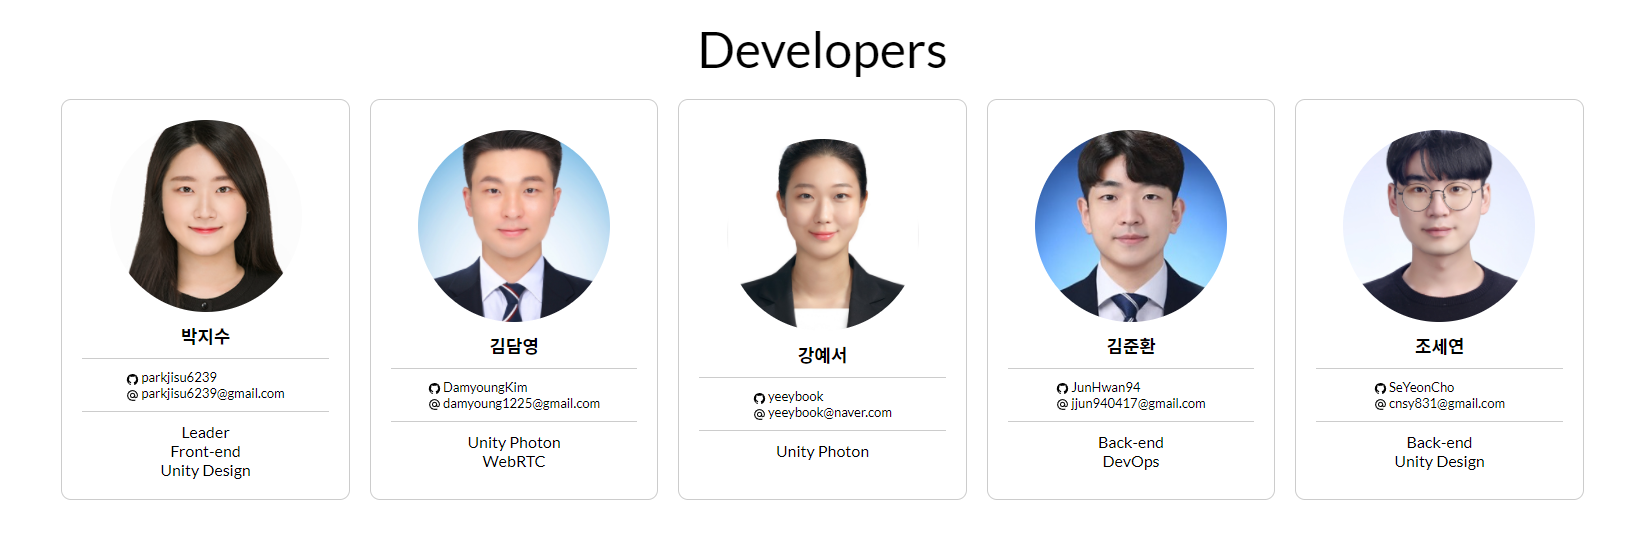 Developers
박지수
parkjisu6239
@ parkjisu6239@gmail.com
Leader
Front-end
Unity Design
김담영
DamyoungKim
@ damyoung1225@gmail.com
Unity Photon
WebRTC
강예서
yeeybook
@ yeeybook@naver.com
Unity Photon
김준환
JunHwan94
@ jjun940417@gmail.com
Back-end
DevOps
조세연
SeYeonCho
@ cnsy831@gmail.com
Back-end
Unity Design